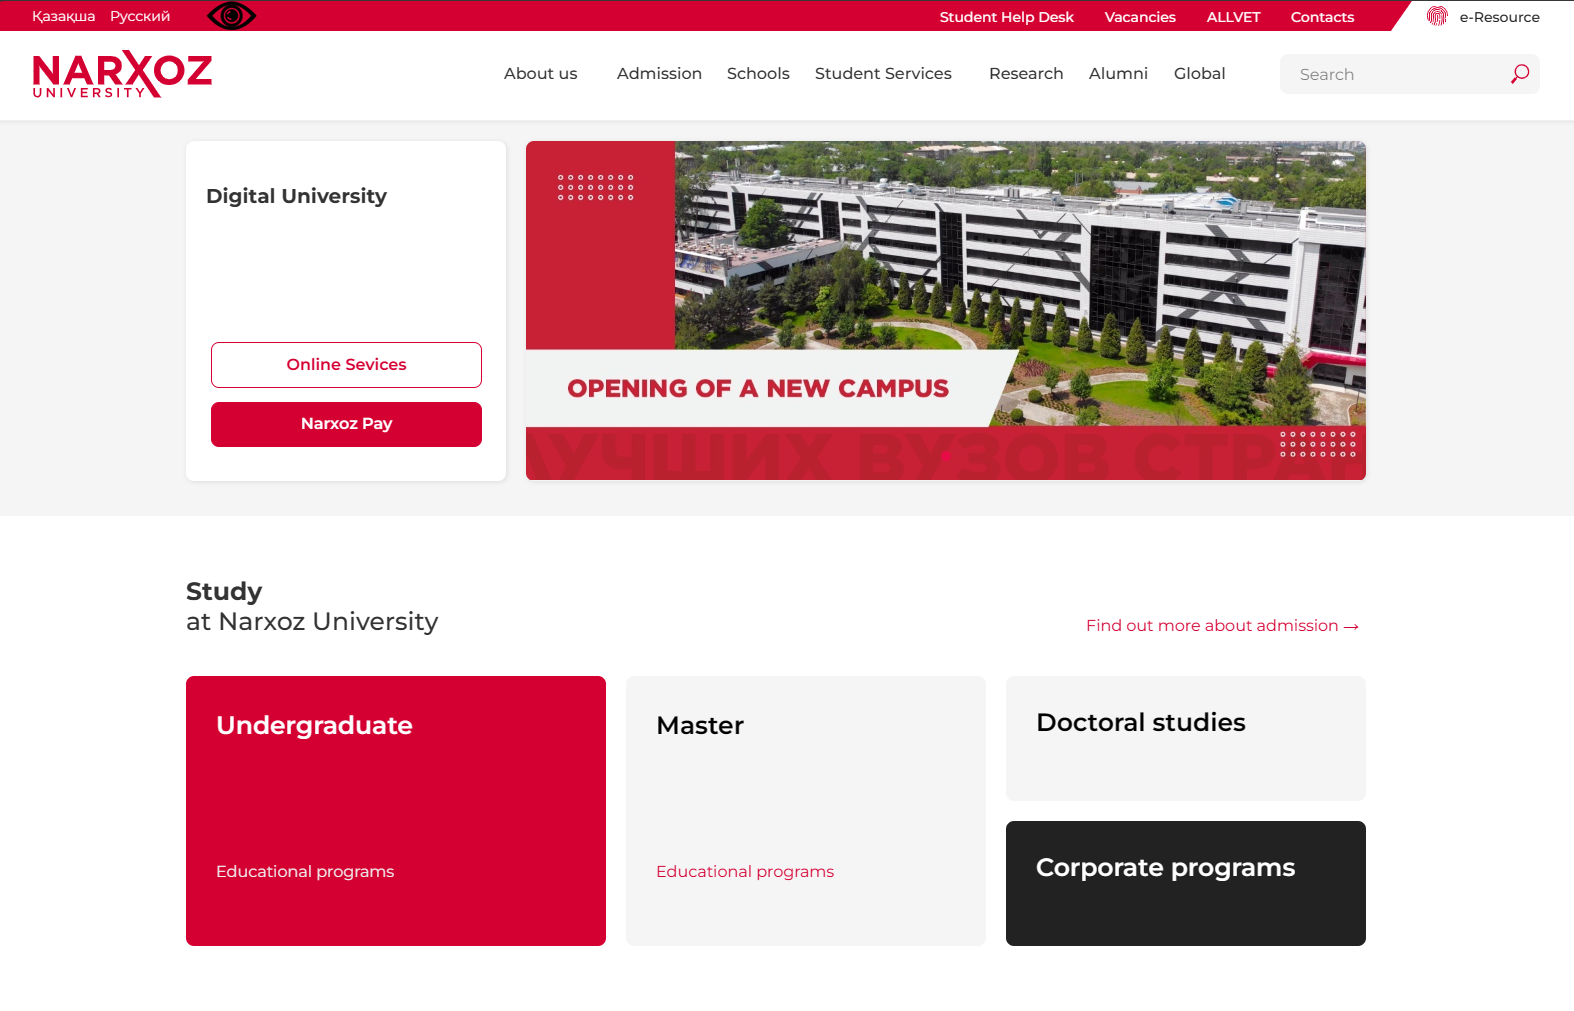 Қазақша Русский
Student Help Desk Vacancies ALLVET Contacts e-Resource
NARXOZ
UNIVERSITY
About us Admission Schools Student Services Research Alumni Global Search
Digital University
Online Sevices
Narxoz Pay
OPENING OF A NEW CAMPUS
ЛУЧШИХ ВУЗОВ СТРАН
Study
at Narxoz University
Find out more about admission →
Undergraduate
Educational programs
Master
Educational programs
Doctoral studies
Corporate programs